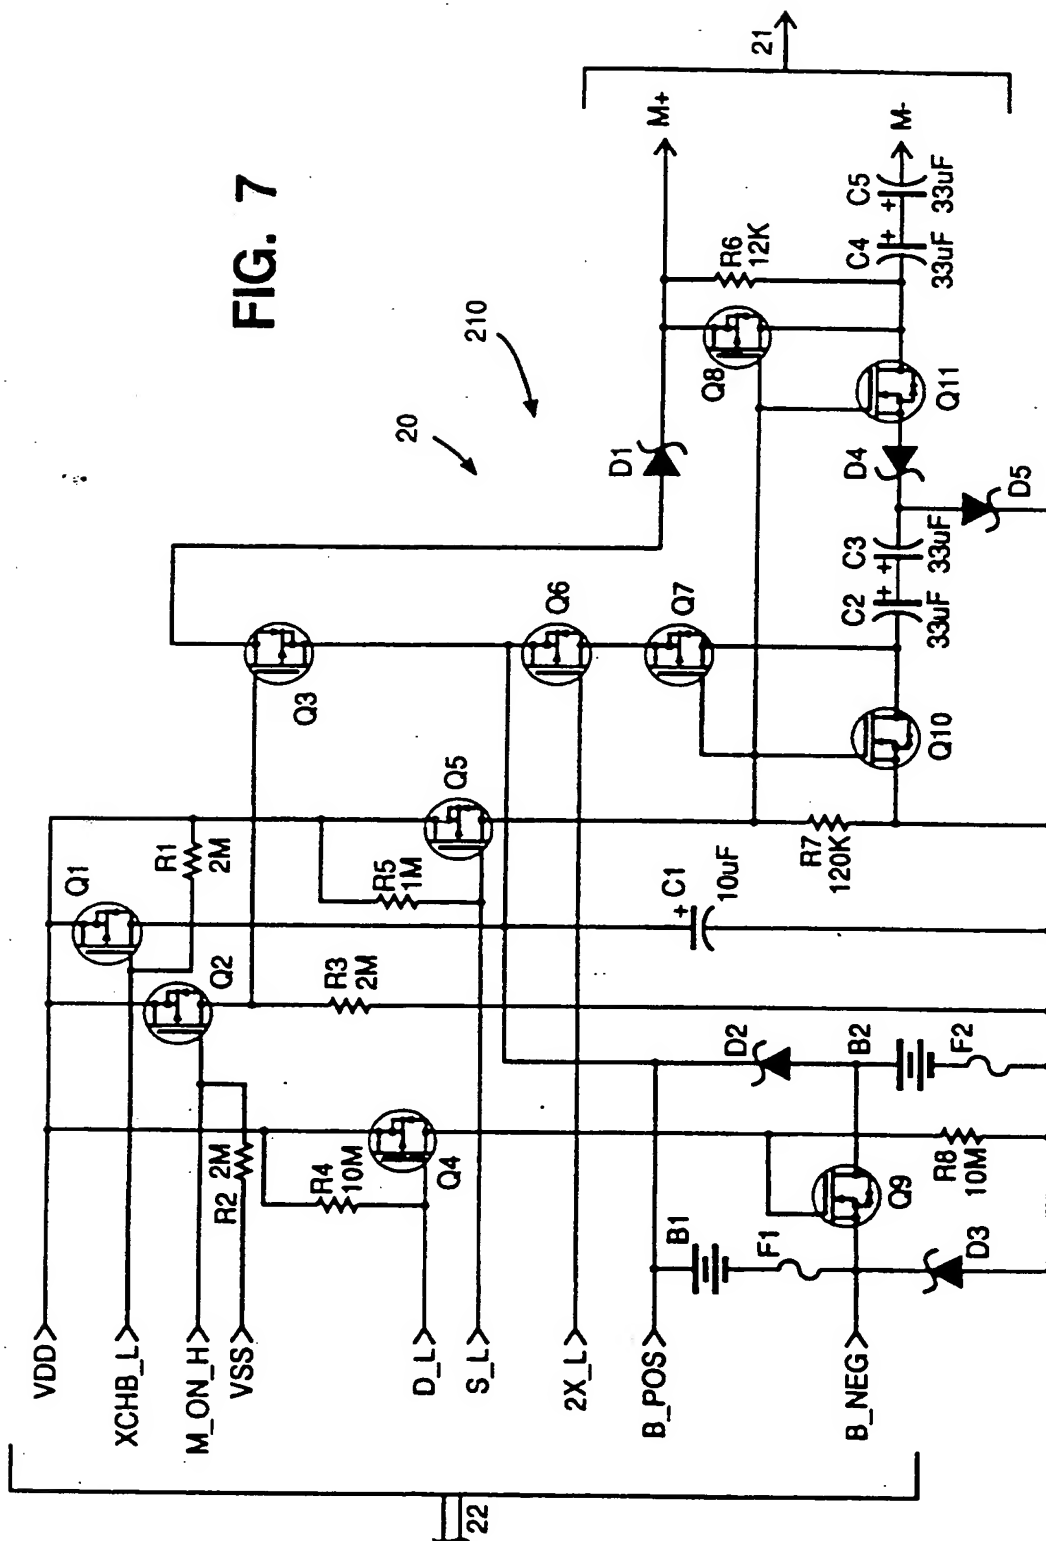 FIG. 7
20
210
21
22
VDD
XCHB_L
M_ON_H
VSS
D_L
S_L
2X_L
B_POS
B_NEG
Q1
Q2
R1
2M
R2
2M
R3
2M
R4
10M
Q4
R5
1M
Q5
Q3
Q6
Q7
C1
10uF
R7
120K
Q10
C2
33uF
C3
33uF
D1
Q8
R6
12K
M+
M-
C4
33uF
C5
33uF
Q11
D4
D5
D2
B2
F2
B1
F1
Q9
R8
10M
D3